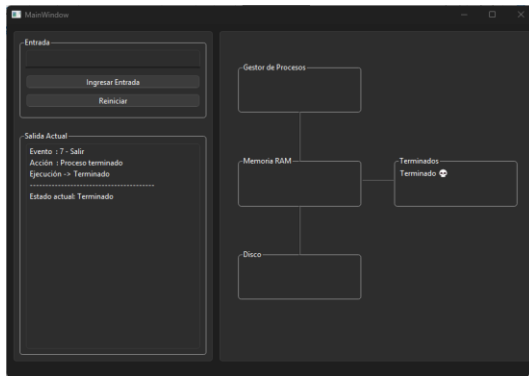 MainWindow
Entrada
Ingresar Entrada
Reiniciar
Salida Actual
Evento : 7 - Salir
Acción : Proceso terminado
Ejecución -> Terminado
----------------------------------------
Estado actual: Terminado
Gestor de Procesos
Memoria RAM
Terminados
Terminado 💀
Disco